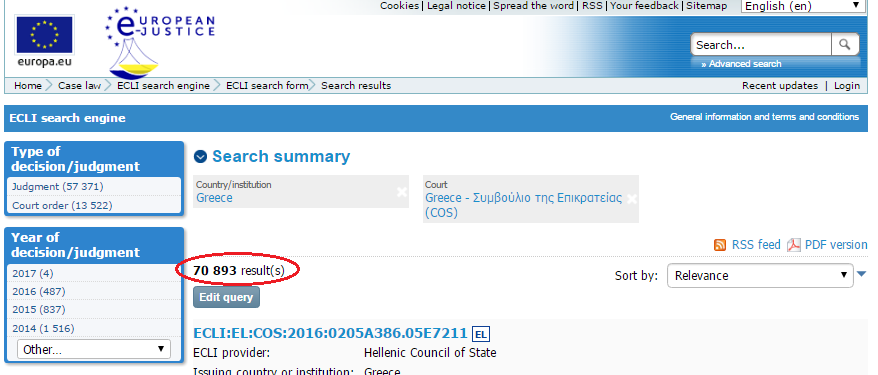 Cookies | Legal notice | Spread the word | RSS | Your feedback | Sitemap
English (en)
EUROPEAN
e-JUSTICE
europa.eu
Search...
» Advanced search
Home > Case law > ECLI search engine > ECLI search form > Search results
Recent updates | Login
ECLI search engine
General information and terms and conditions
Type of
decision/judgment
Judgment (57 371)
Court order (13 522)
Year of
decision/judgment
2017 (4)
2016 (487)
2015 (837)
2014 (1 516)
Other...
Search summary
Country/institution
Greece
Court
Greece - Συμβούλιο της Επικρατείας
(COS)
RSS feed
PDF version
70 893 result(s)
Sort by:
Relevance
Edit query
ECLI:EL:COS:2016:0205A386.05E7211 EL
ECLI provider: Hellenic Council of State
Issuing country or institution: Greece